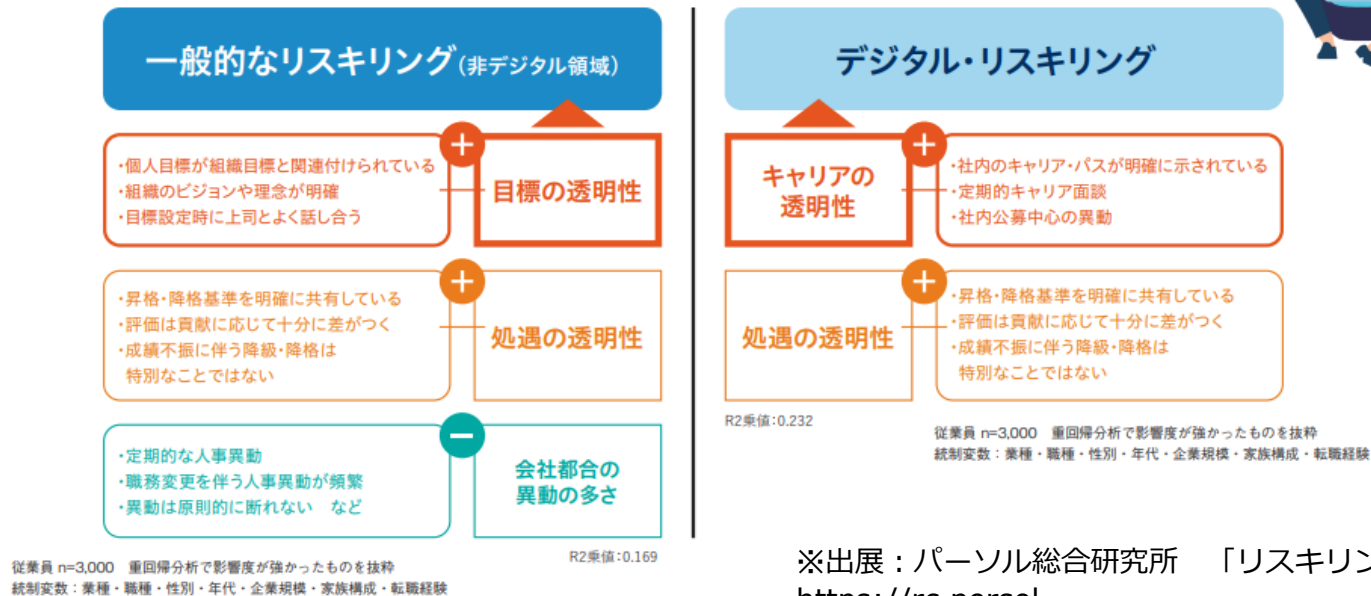 一般的なリスキリング(非デジタル領域)
+
・個人目標が組織目標と関連付けられている
・組織のビジョンや理念が明確
・目標設定時に上司とよく話し合う
目標の透明性
+
・昇格・降格基準を明確に共有している
・評価は貢献に応じて十分に差がつく
・成績不振に伴う降級・降格は
特別なことではない
処遇の透明性
−
・定期的な人事異動
・職務変更を伴う人事異動が頻繁
・異動は原則的に断れない など
会社都合の
異動の多さ
R2乗値:0.169
従業員 n=3,000 重回帰分析で影響度が強かったものを抜粋
統制変数:業種・職種・性別・年代・企業規模・家族構成・転職経験
デジタル・リスキリング
キャリアの
透明性
+
・社内のキャリア・パスが明確に示されている
・定期的キャリア面談
・社内公募中心の異動
処遇の透明性
+
・昇格・降格基準を明確に共有している
・評価は貢献に応じて十分に差がつく
・成績不振に伴う降級・降格は
特別なことではない
R2乗値:0.232
従業員 n=3,000 重回帰分析で影響度が強かったものを抜粋
統制変数:業種・職種・性別・年代・企業規模・家族構成・転職経験
※出展:パーソル総合研究所 「リスキリン
https://rc.persol